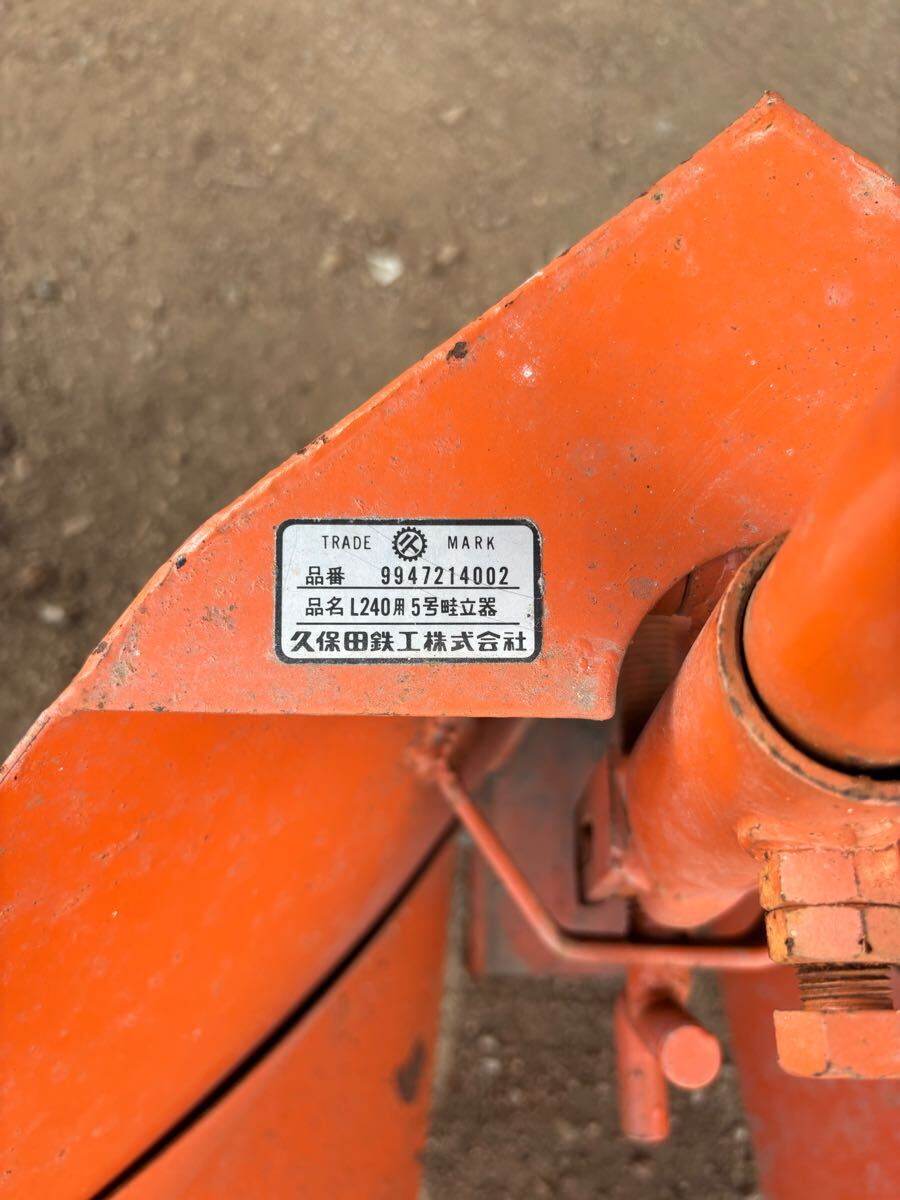 TRADE 久 MARK
品番 9947214002
品名 L240用5号畦立器
久保田鉄工株式会社